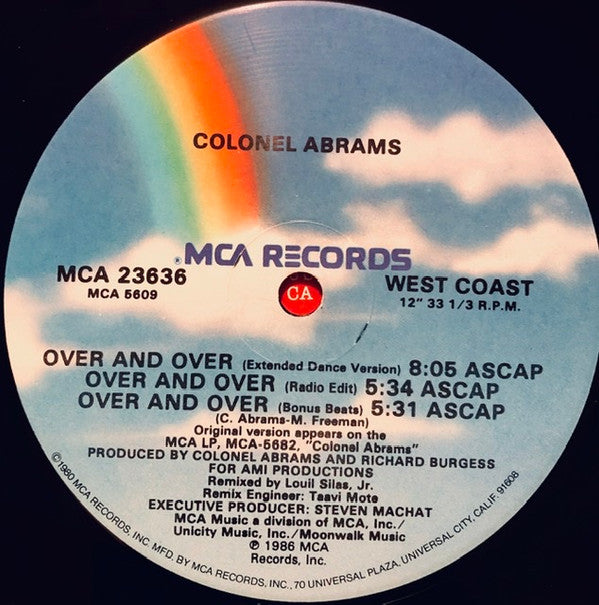 COLONEL ABRAMS
MCA RECORDS
MCA 23636
MCA 5609
CA
WEST COAST
12" 33 1/3 R.P.M.
OVER AND OVER (Extended Dance Version) 8:05 ASCAP
OVER AND OVER (Radio Edit) 5:34 ASCAP
OVER AND OVER (Bonus Beats) 5:31 ASCAP
(C. Abrams-M. Freeman)
Original version appears on the
MCA LP, MCA-5682, "Colonel Abrams"
PRODUCED BY COLONEL ABRAMS AND RICHARD BURGESS
FOR AMI PRODUCTIONS
Remixed by Louil Silas, Jr.
Remix Engineer: Taavi Mote
EXECUTIVE PRODUCER: STEVEN MACHAT
MCA Music a division of MCA, Inc./
Unicity Music, Inc./Moonwalk Music
℗ 1986 MCA
Records, Inc.
©1980 MCA RECORDS, INC. MFD. BY MCA RECORDS, INC., 70 UNIVERSAL PLAZA, UNIVERSAL CITY, CALIF. 91608